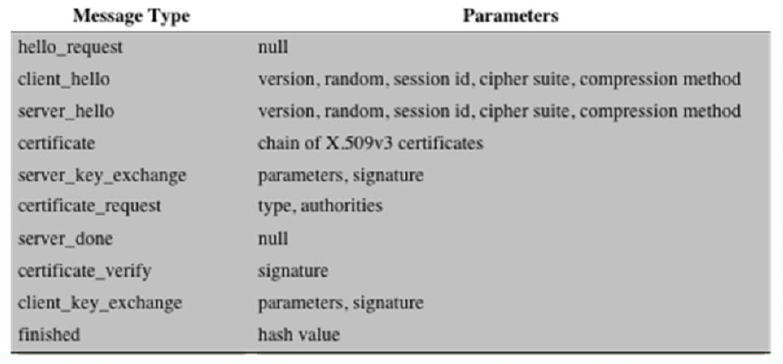 Message Type Parameters
hello_request null
client_hello version, random, session id, cipher suite, compression method
server_hello version, random, session id, cipher suite, compression method
certificate chain of X.509v3 certificates
server_key_exchange parameters, signature
certificate_request type, authorities
server_done null
certificate_verify signature
client_key_exchange parameters, signature
finished hash value